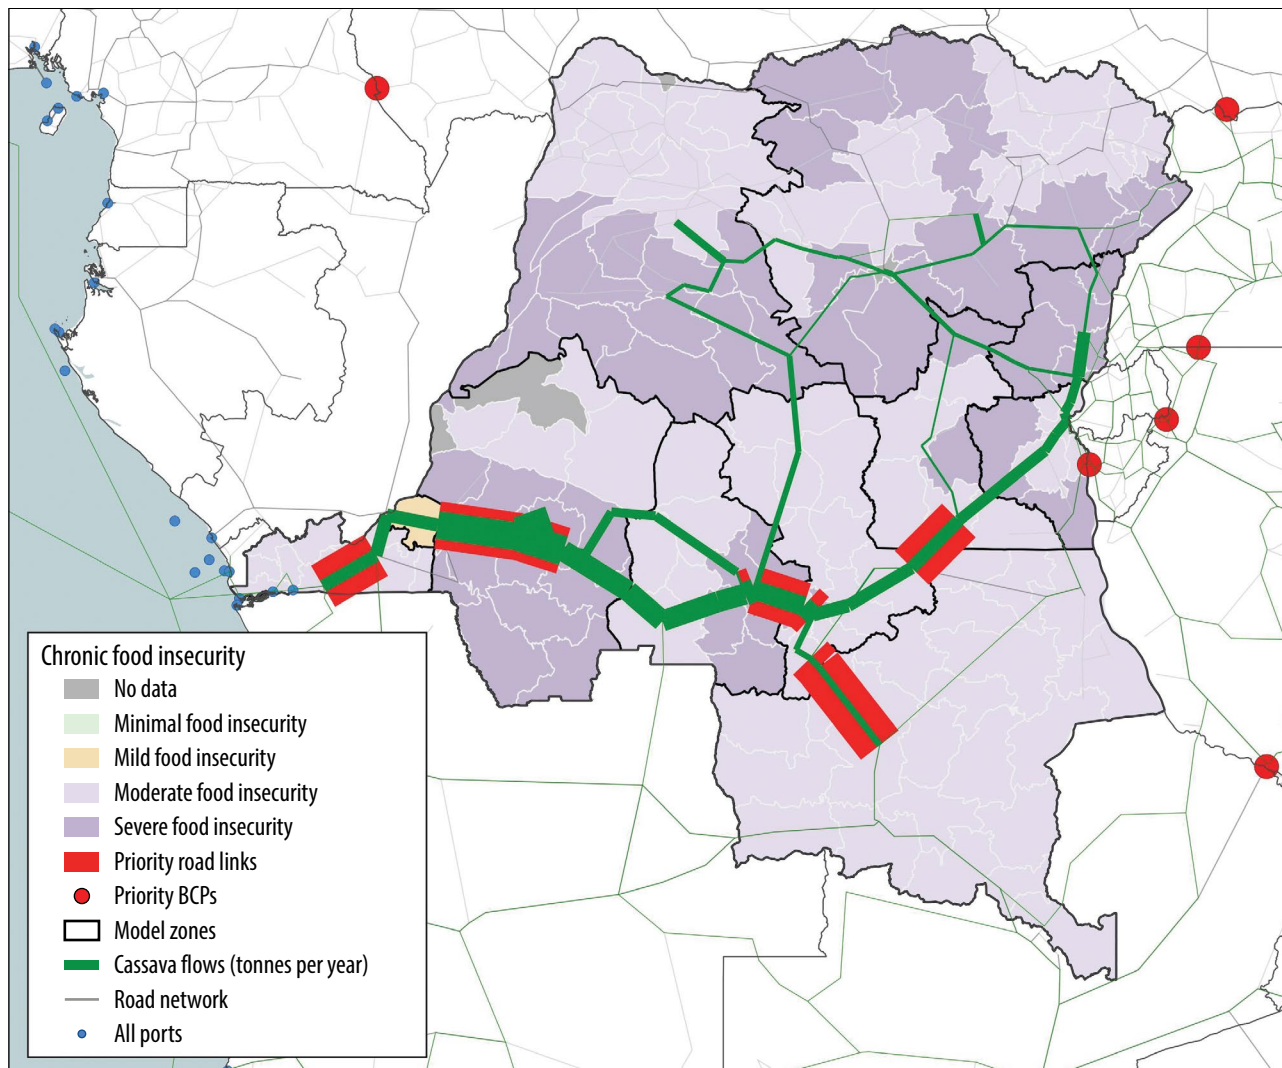 Chronic food insecurity
No data
Minimal food insecurity
Mild food insecurity
Moderate food insecurity
Severe food insecurity
Priority road links
Priority BCPs
Model zones
Cassava flows (tonnes per year)
Road network
All ports